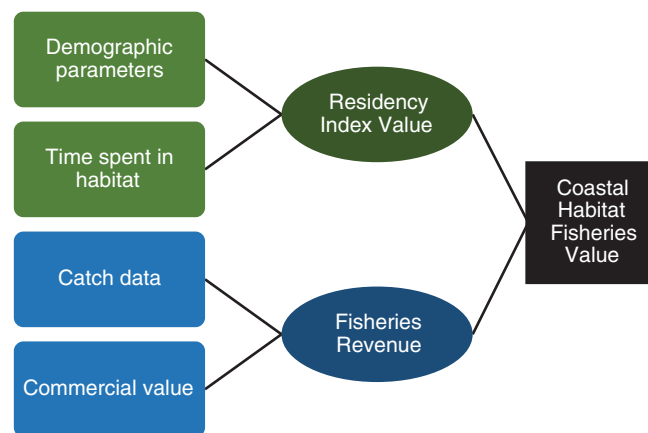 Demographic
parameters
Time spent in
habitat
Catch data
Commercial value
Residency
Index Value
Fisheries
Revenue
Coastal
Habitat
Fisheries
Value